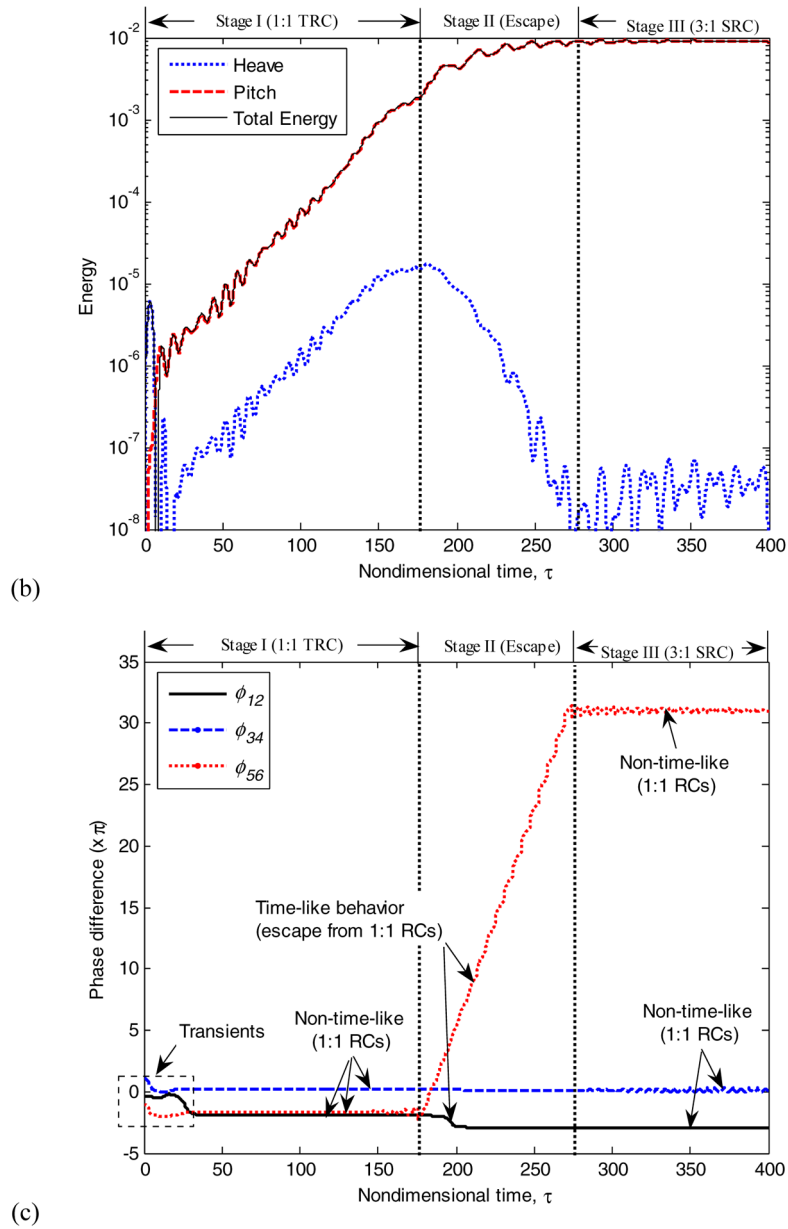 Stage I (1:1 TRC) Stage II (Escape) Stage III (3:1 SRC)
10-2
10-3
10-4
10-5
10-6
10-7
10-8
Energy
Heave
Pitch
Total Energy
0 50 100 150 200 250 300 350 400
Nondimensional time, τ
(b)
Stage I (1:1 TRC) Stage II (Escape) Stage III (3:1 SRC)
35
30
25
20
15
10
5
0
-5
Phase difference (x π)
ϕ12
ϕ34
ϕ56
Non-time-like
(1:1 RCs)
Time-like behavior
(escape from 1:1 RCs)
Transients
Non-time-like
(1:1 RCs)
Non-time-like
(1:1 RCs)
0 50 100 150 200 250 300 350 400
Nondimensional time, τ
(c)